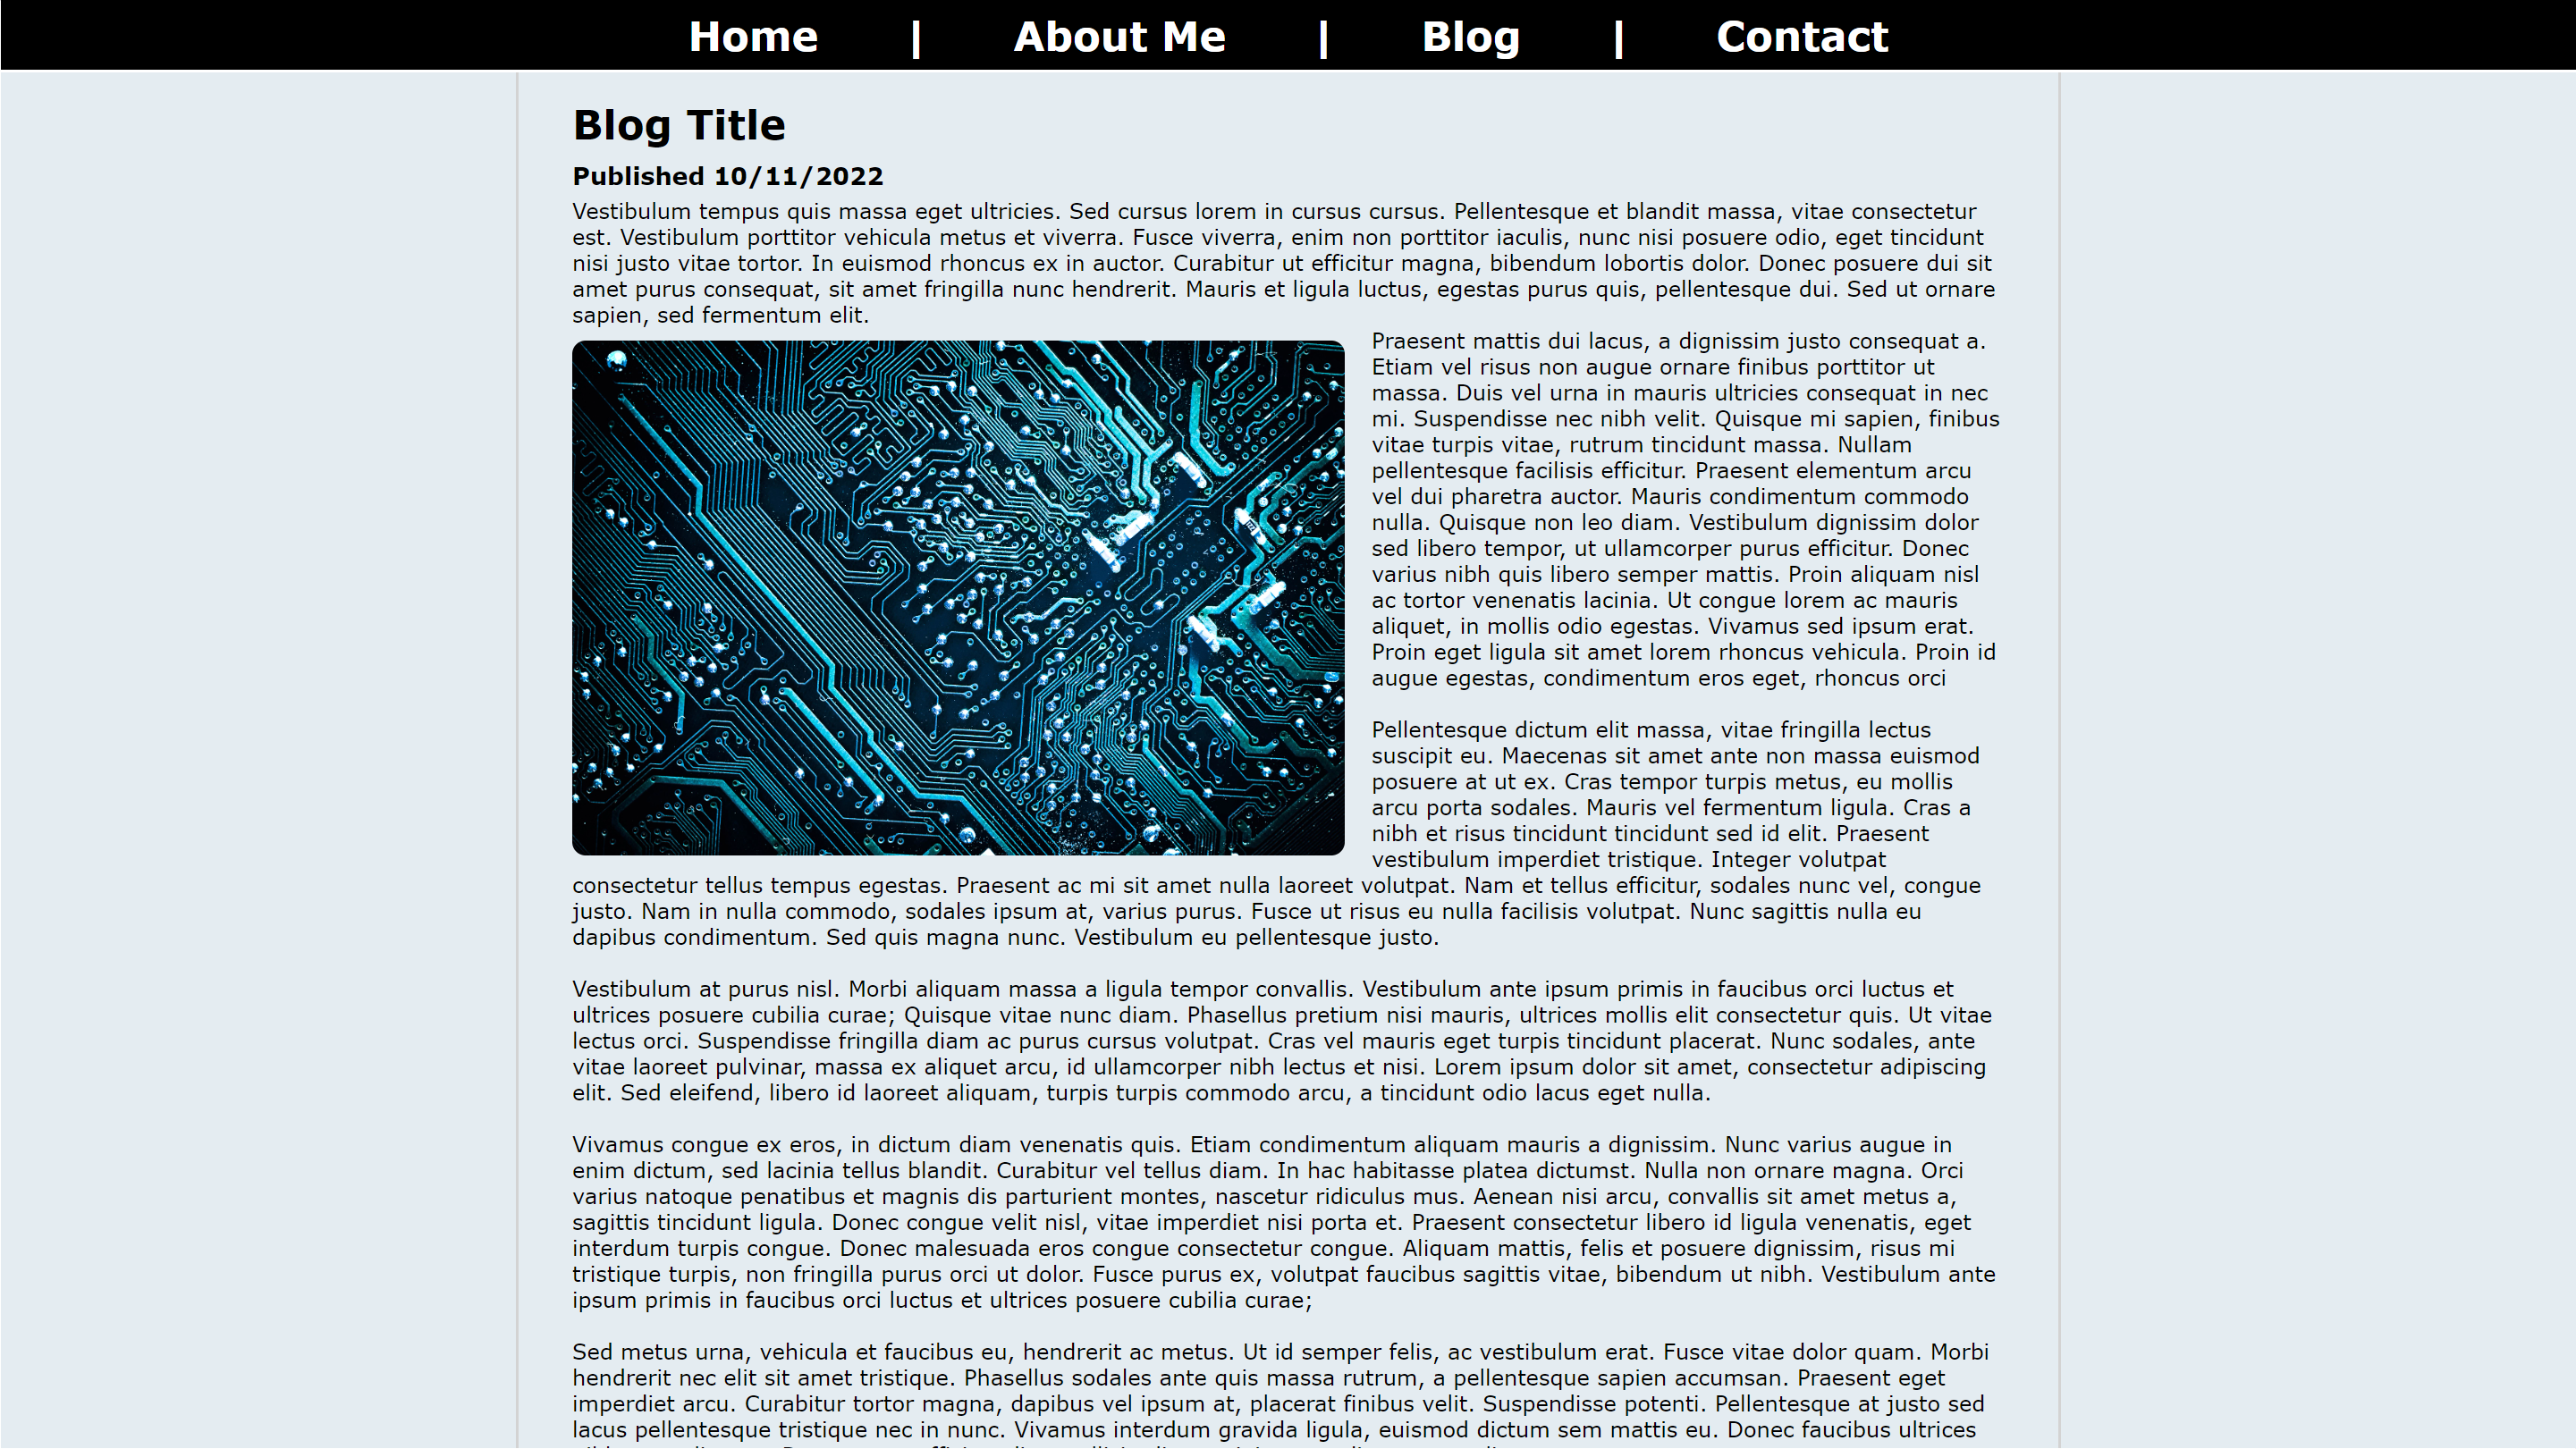 Home | About Me | Blog | Contact
Blog Title
Published 10/11/2022
Vestibulum tempus quis massa eget ultricies. Sed cursus lorem in cursus cursus. Pellentesque et blandit massa, vitae consectetur
est. Vestibulum porttitor vehicula metus et viverra. Fusce viverra, enim non porttitor iaculis, nunc nisi posuere odio, eget tincidunt
nisi justo vitae tortor. In euismod rhoncus ex in auctor. Curabitur ut efficitur magna, bibendum lobortis dolor. Donec posuere dui sit
amet purus consequat, sit amet fringilla nunc hendrerit. Mauris et ligula luctus, egestas purus quis, pellentesque dui. Sed ut ornare
sapien, sed fermentum elit.
Praesent mattis dui lacus, a dignissim justo consequat a.
Etiam vel risus non augue ornare finibus porttitor ut
massa. Duis vel urna in mauris ultricies consequat in nec
mi. Suspendisse nec nibh velit. Quisque mi sapien, finibus
vitae turpis vitae, rutrum tincidunt massa. Nullam
pellentesque facilisis efficitur. Praesent elementum arcu
vel dui pharetra auctor. Mauris condimentum commodo
nulla. Quisque non leo diam. Vestibulum dignissim dolor
sed libero tempor, ut ullamcorper purus efficitur. Donec
varius nibh quis libero semper mattis. Proin aliquam nisl
ac tortor venenatis lacinia. Ut congue lorem ac mauris
aliquet, in mollis odio egestas. Vivamus sed ipsum erat.
Proin eget ligula sit amet lorem rhoncus vehicula. Proin id
augue egestas, condimentum eros eget, rhoncus orci
Pellentesque dictum elit massa, vitae fringilla lectus
suscipit eu. Maecenas sit amet ante non massa euismod
posuere at ut ex. Cras tempor turpis metus, eu mollis
arcu porta sodales. Mauris vel fermentum ligula. Cras a
nibh et risus tincidunt tincidunt sed id elit. Praesent
vestibulum imperdiet tristique. Integer volutpat
consectetur tellus tempus egestas. Praesent ac mi sit amet nulla laoreet volutpat. Nam et tellus efficitur, sodales nunc vel, congue
justo. Nam in nulla commodo, sodales ipsum at, varius purus. Fusce ut risus eu nulla facilisis volutpat. Nunc sagittis nulla eu
dapibus condimentum. Sed quis magna nunc. Vestibulum eu pellentesque justo.
Vestibulum at purus nisl. Morbi aliquam massa a ligula tempor convallis. Vestibulum ante ipsum primis in faucibus orci luctus et
ultrices posuere cubilia curae; Quisque vitae nunc diam. Phasellus pretium nisi mauris, ultrices mollis elit consectetur quis. Ut vitae
lectus orci. Suspendisse fringilla diam ac purus cursus volutpat. Cras vel mauris eget turpis tincidunt placerat. Nunc sodales, ante
vitae laoreet pulvinar, massa ex aliquet arcu, id ullamcorper nibh lectus et nisi. Lorem ipsum dolor sit amet, consectetur adipiscing
elit. Sed eleifend, libero id laoreet aliquam, turpis turpis commodo arcu, a tincidunt odio lacus eget nulla.
Vivamus congue ex eros, in dictum diam venenatis quis. Etiam condimentum aliquam mauris a dignissim. Nunc varius augue in
enim dictum, sed lacinia tellus blandit. Curabitur vel tellus diam. In hac habitasse platea dictumst. Nulla non ornare magna. Orci
varius natoque penatibus et magnis dis parturient montes, nascetur ridiculus mus. Aenean nisi arcu, convallis sit amet metus a,
sagittis tincidunt ligula. Donec congue velit nisl, vitae imperdiet nisi porta et. Praesent consectetur libero id ligula venenatis, eget
interdum turpis congue. Donec malesuada eros congue consectetur congue. Aliquam mattis, felis et posuere dignissim, risus mi
tristique turpis, non fringilla purus orci ut dolor. Fusce purus ex, volutpat faucibus sagittis vitae, bibendum ut nibh. Vestibulum ante
ipsum primis in faucibus orci luctus et ultrices posuere cubilia curae;
Sed metus urna, vehicula et faucibus eu, hendrerit ac metus. Ut id semper felis, ac vestibulum erat. Fusce vitae dolor quam. Morbi
hendrerit nec elit sit amet tristique. Phasellus sodales ante quis massa rutrum, a pellentesque sapien accumsan. Praesent eget
imperdiet arcu. Curabitur tortor magna, dapibus vel ipsum at, placerat finibus velit. Suspendisse potenti. Pellentesque at justo sed
lacus pellentesque tristique nec in nunc. Vivamus interdum gravida ligula, euismod dictum sem mattis eu. Donec faucibus ultrices